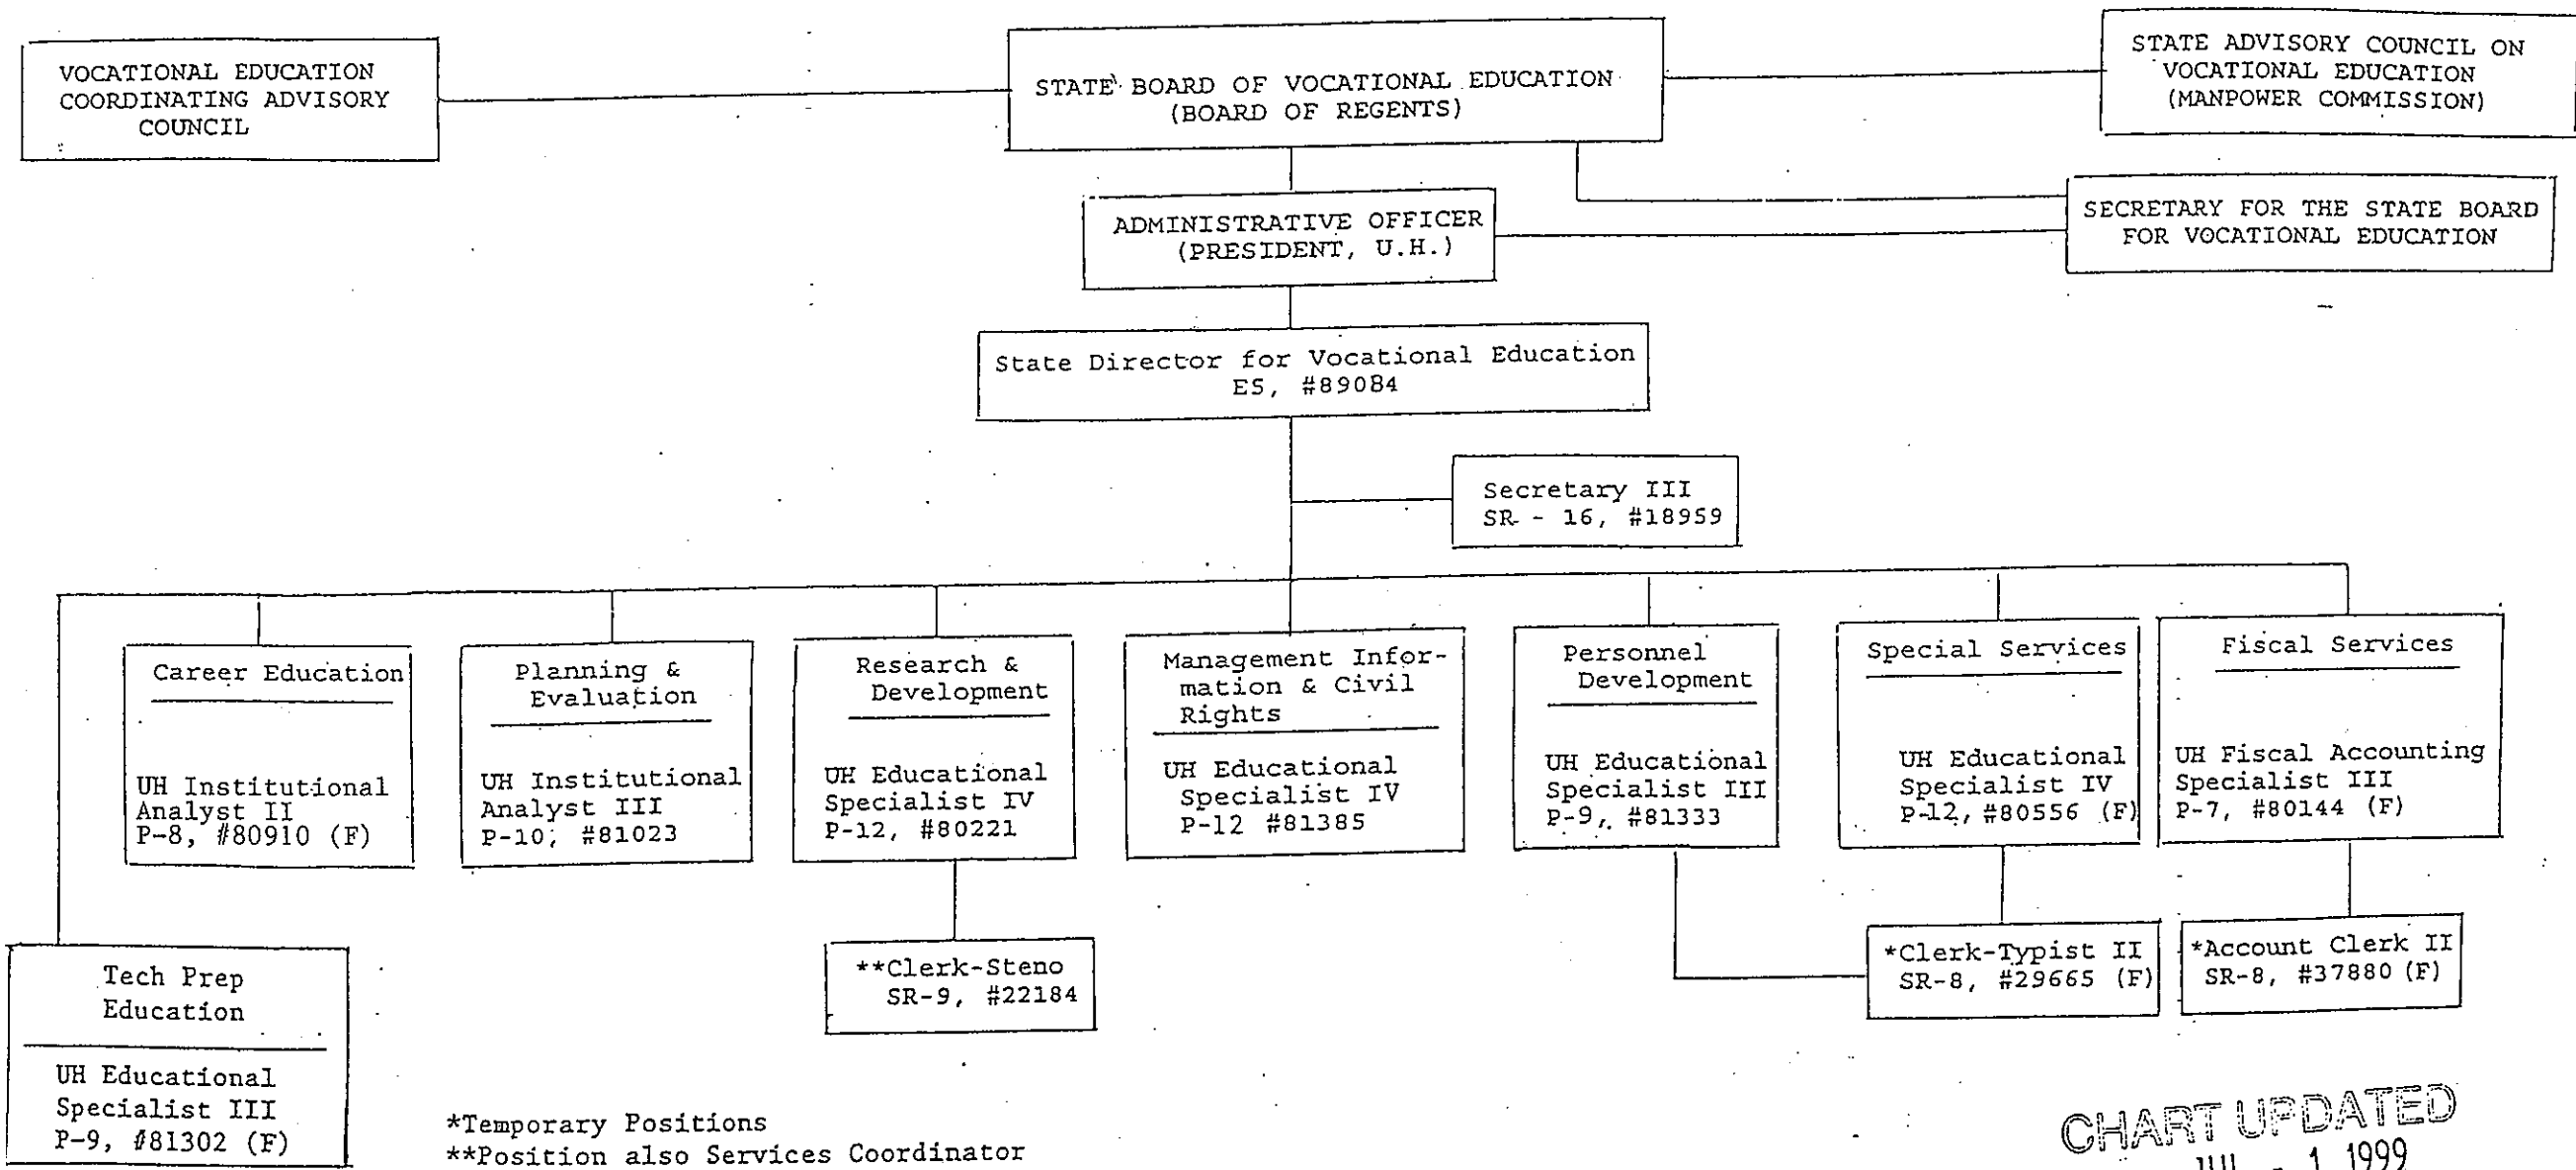 VOCATIONAL EDUCATION
COORDINATING ADVISORY
COUNCIL
STATE BOARD OF VOCATIONAL EDUCATION
(BOARD OF REGENTS)
STATE ADVISORY COUNCIL ON
VOCATIONAL EDUCATION
(MANPOWER COMMISSION)
ADMINISTRATIVE OFFICER
(PRESIDENT, U.H.)
SECRETARY FOR THE STATE BOARD
FOR VOCATIONAL EDUCATION
State Director for Vocational Education
ES, #89084
Secretary III
SR - 16, #18959
Career Education
UH Institutional
Analyst II
P-8, #80910 (F)
Planning &
Evaluation
UH Institutional
Analyst III
P-10, #81023
Research &
Development
UH Educational
Specialist IV
P-12, #80221
Management Infor-
mation & Civil
Rights
UH Educational
Specialist IV
P-12 #81385
Personnel
Development
UH Educational
Specialist III
P-9, #81333
Special Services
UH Educational
Specialist IV
P-12, #80556 (F)
Fiscal Services
UH Fiscal Accounting
Specialist III
P-7, #80144 (F)
Tech Prep
Education
UH Educational
Specialist III
P-9, #81302 (F)
**Clerk-Steno
SR-9, #22184
*Clerk-Typist II
SR-8, #29665 (F)
*Account Clerk II
SR-8, #37880 (F)
*Temporary Positions
**Position also Services Coordinator
CHART UPDATED
JUL - 1 1999